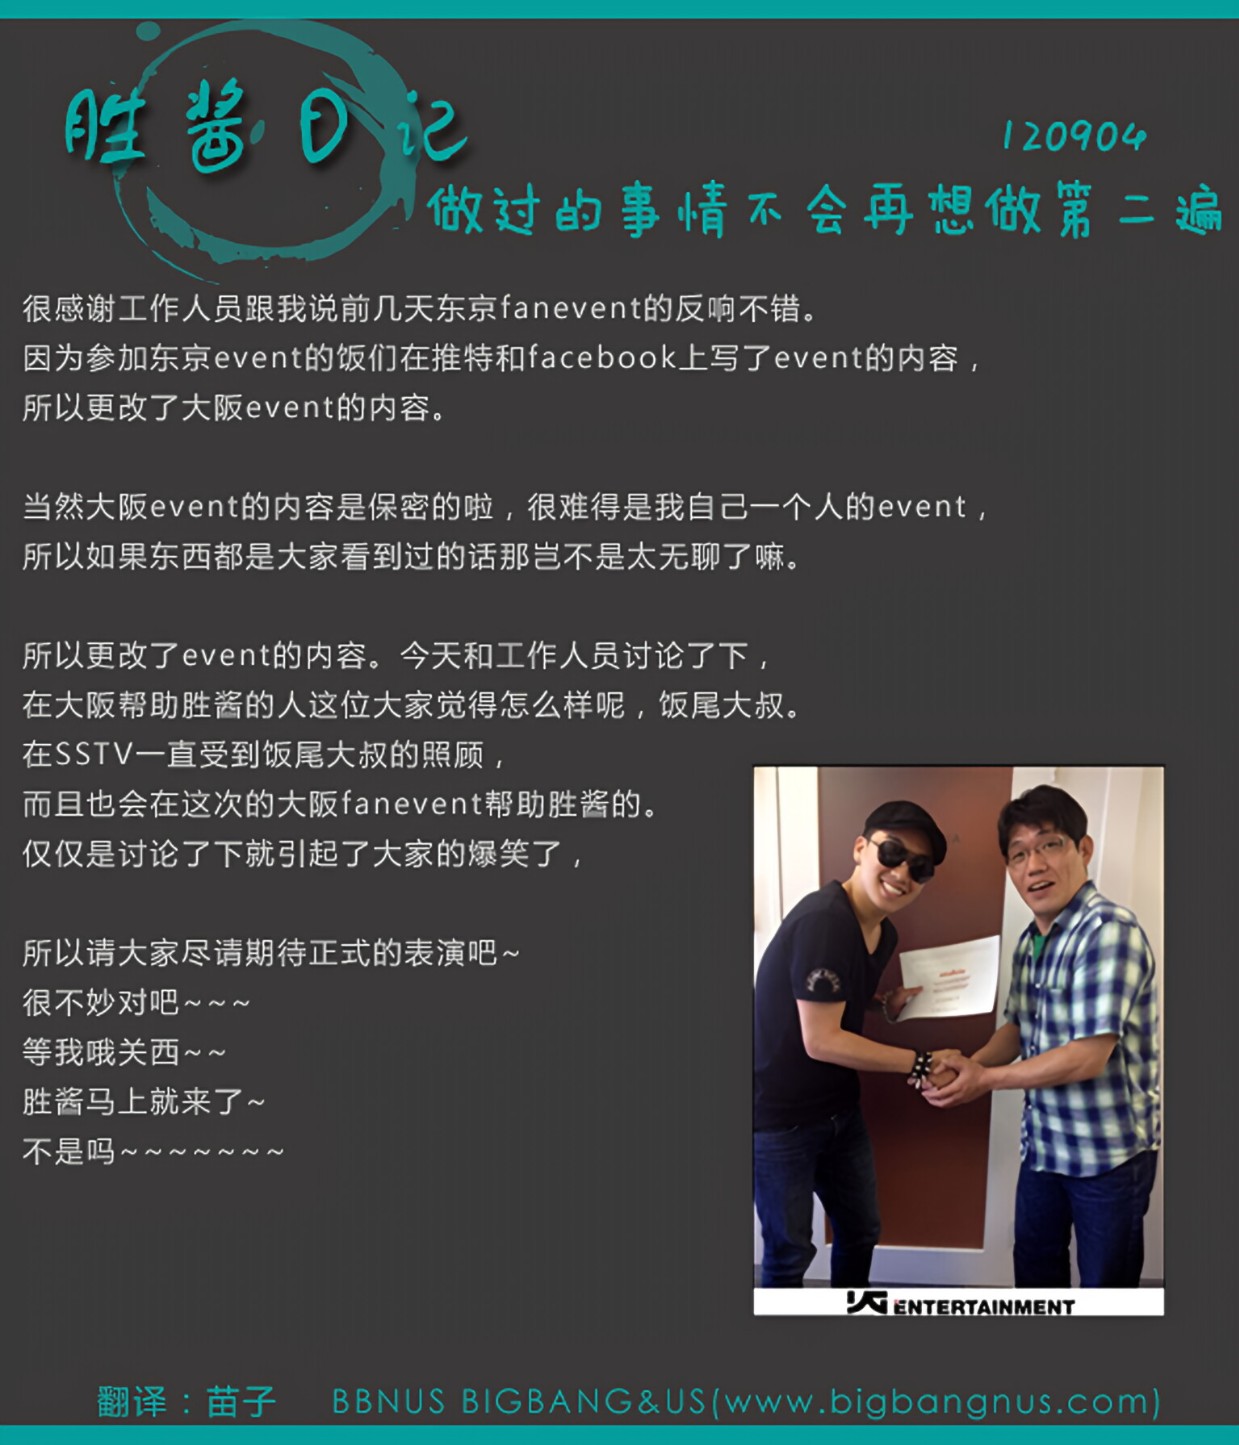 胜酱日记
120904
做过的事情不会再想做第二遍
很感谢工作人员跟我说前几天东京fanevent的反响不错。
因为参加东京event的饭们在推特和facebook上写了event的内容，
所以更改了大阪event的内容。
当然大阪event的内容是保密的啦，很难得是我自己一个人的event，
所以如果东西都是大家看到过的话那岂不是太无聊了嘛。
所以更改了event的内容。今天和工作人员讨论了下，
在大阪帮助胜酱的人这位大家觉得怎么样呢，饭尾大叔。
在SSTV一直受到饭尾大叔的照顾，
而且也会在这次的大阪fanevent帮助胜酱的。
仅仅是讨论了下就引起了大家的爆笑了，
所以请大家尽请期待正式的表演吧~
很不妙对吧~~~
等我哦关西~~
胜酱马上就来了~
不是吗~~~~~~~
YG ENTERTAINMENT
翻译：苗子 BBNUS BIGBANG&US(www.bigbangnus.com)